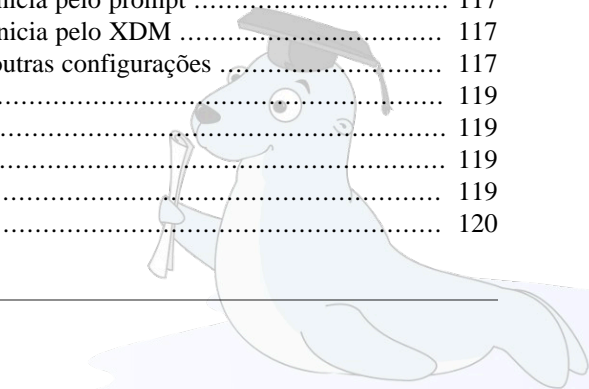 nicia pelo prompt ................................... 117
nicia pelo XDM ..................................... 117
outras configurações ............................... 117
................................................................ 119
................................................................ 119
................................................................ 119
................................................................ 119
................................................................ 120